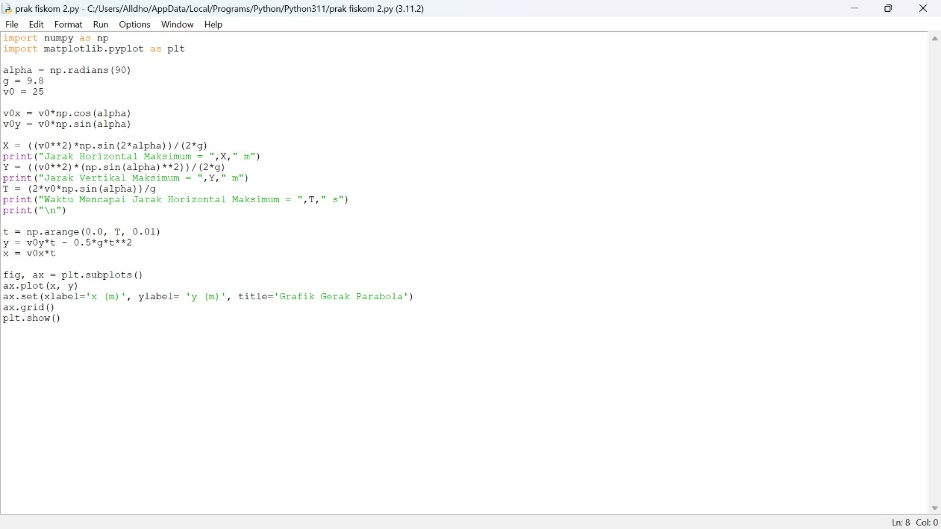 prak fiskom 2.py - C:/Users/Alldho/AppData/Local/Programs/Python/Python311/prak fiskom 2.py (3.11.2)
File Edit Format Run Options Window Help
import numpy as np
import matplotlib.pyplot as plt

alpha = np.radians(90)
g = 9.8
v0 = 25

v0x = v0*np.cos(alpha)
v0y = v0*np.sin(alpha)

X = ((v0**2)*np.sin(2*alpha))/(2*g)
print("Jarak Horizontal Maksimum = ",X," m")
Y = ((v0**2)*(np.sin(alpha)**2))/(2*g)
print("Jarak Vertikal Maksimum = ",Y," m")
T = (2*v0*np.sin(alpha))/g
print("Waktu Mencapai Jarak Horizontal Maksimum = ",T," s")
print("\n")

t = np.arange(0.0, T, 0.01)
y = v0y*t - 0.5*g*t**2
x = v0x*t

fig, ax = plt.subplots()
ax.plot(x, y)
ax.set(xlabel='x (m)', ylabel= 'y (m)', title='Grafik Gerak Parabola')
ax.grid()
plt.show()
Ln: 8 Col: 0